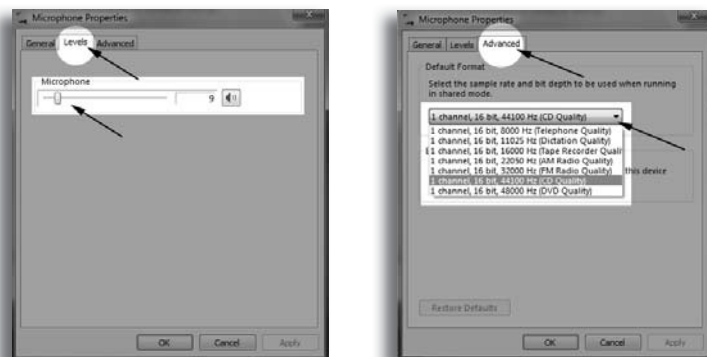 Microphone Properties
General Levels Advanced
Microphone
9
OK Cancel Apply
Microphone Properties
General Levels Advanced
Default Format
Select the sample rate and bit depth to be used when running
in shared mode.
1 channel, 16 bit, 44100 Hz (CD Quality)
1 channel, 16 bit, 8000 Hz (Telephone Quality)
1 channel, 16 bit, 11025 Hz (Dictation Quality)
1 channel, 16 bit, 16000 Hz (Tape Recorder Quali
1 channel, 16 bit, 22050 Hz (AM Radio Quality)
1 channel, 16 bit, 32000 Hz (FM Radio Quality) this device
1 channel, 16 bit, 44100 Hz (CD Quality)
1 channel, 16 bit, 48000 Hz (DVD Quality)
Restore Defaults
OK Cancel Apply